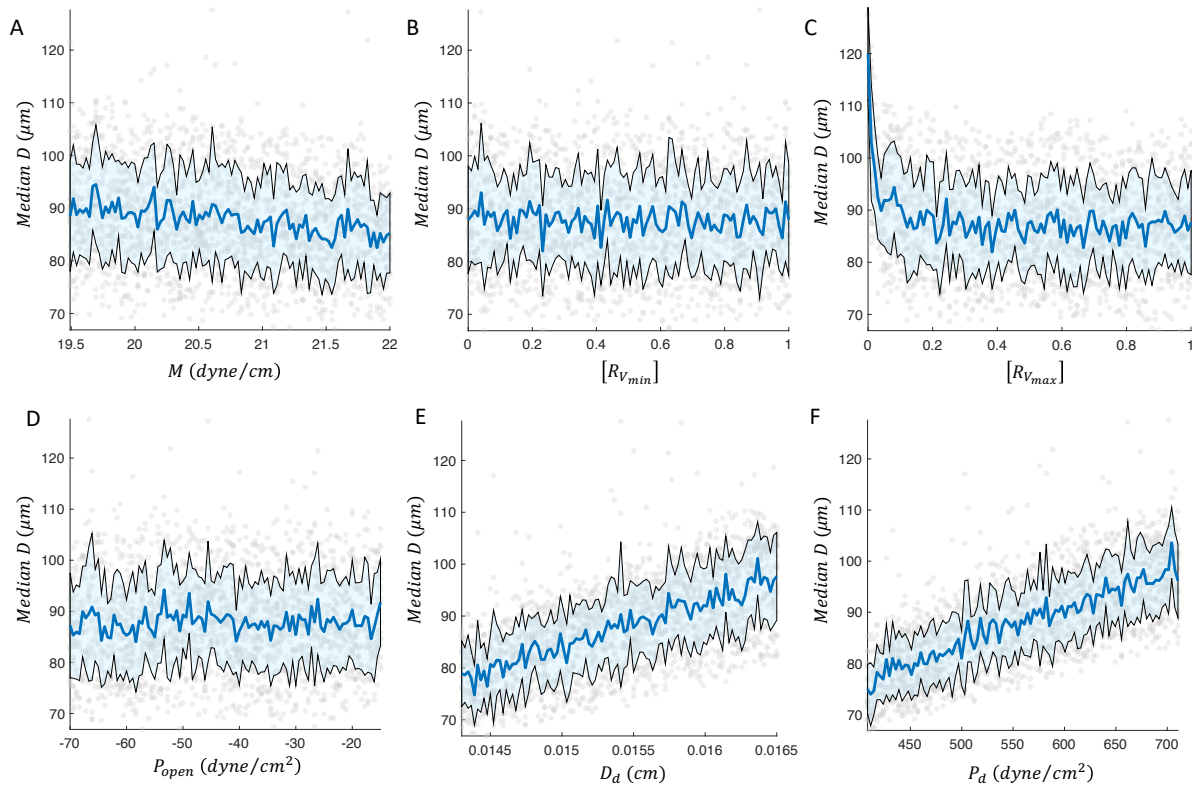 A
B
C
Median D (μm)
120
110
100
90
80
70
19.5 20 20.5 21 21.5 22
M (dyne/cm)
Median D (μm)
120
110
100
90
80
70
0 0.2 0.4 0.6 0.8 1
[R_{V_{min}}]
Median D (μm)
120
110
100
90
80
70
0 0.2 0.4 0.6 0.8 1
[R_{V_{max}}]
D
E
F
Median D (μm)
120
110
100
90
80
70
-70 -60 -50 -40 -30 -20
P_{open} (dyne/cm²)
Median D (μm)
120
110
100
90
80
70
0.0145 0.015 0.0155 0.016 0.0165
D_d (cm)
Median D (μm)
120
110
100
90
80
70
450 500 550 600 650 700
P_d (dyne/cm²)